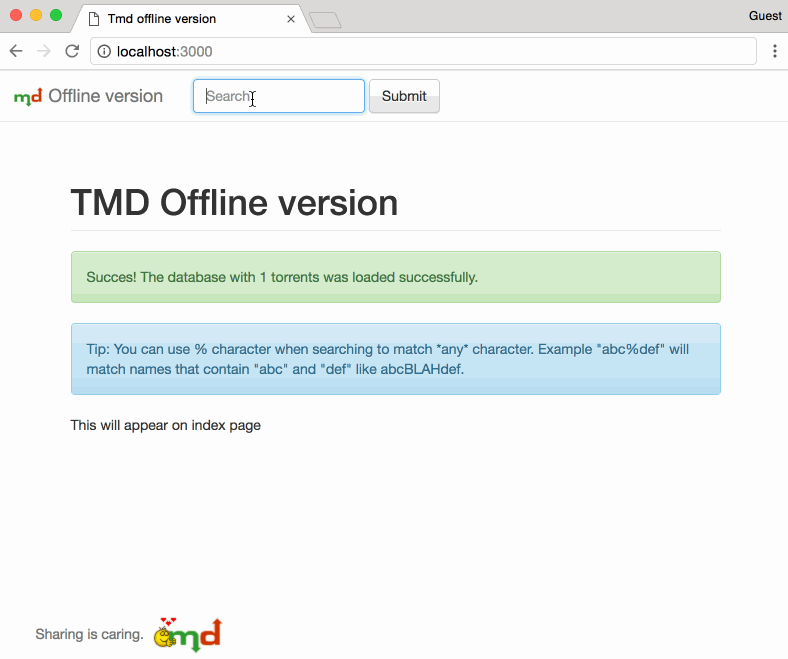 Tmd offline version
Guest
localhost:3000
md Offline version
Search
Submit
TMD Offline version
Succes! The database with 1 torrents was loaded successfully.
Tip: You can use % character when searching to match *any* character. Example "abc%def" will
match names that contain "abc" and "def" like abcBLAHdef.
This will appear on index page
Sharing is caring.
md